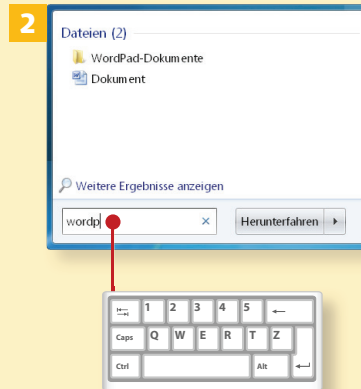 2
Dateien (2)
WordPad-Dokumente
Dokument
Weitere Ergebnisse anzeigen
wordp
Herunterfahren
1 2 3 4 5
Caps Q W E R T Z
Ctrl Alt